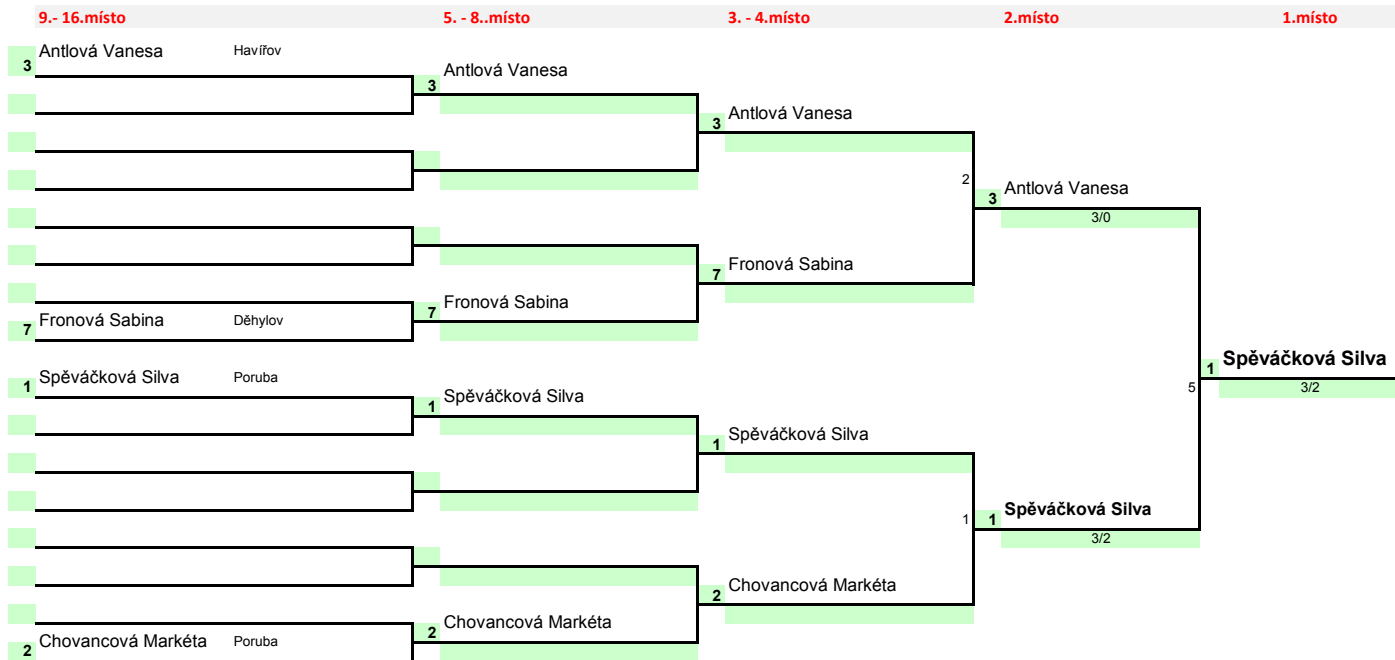 9.- 16.místo 5. - 8..místo 3. - 4.místo 2.místo 1.místo
3 Antlová Vanesa Havířov
3 Antlová Vanesa
3 Antlová Vanesa
2
3 Antlová Vanesa
3/0
7 Fronová Sabina
7 Fronová Sabina
7 Fronová Sabina Děhylov
1 Spěváčková Silva
5 3/2
1 Spěváčková Silva Poruba
1 Spěváčková Silva
1 Spěváčková Silva
1
1 Spěváčková Silva
3/2
2 Chovancová Markéta
2 Chovancová Markéta
2 Chovancová Markéta Poruba